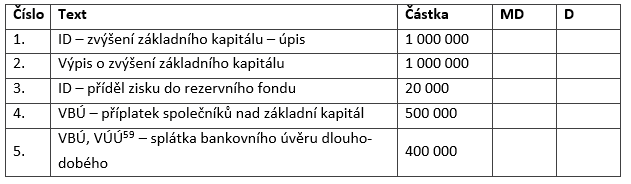 Číslo Text Částka MD D
1. ID – zvýšení základního kapitálu – úpis 1 000 000
2. Výpis o zvýšení základního kapitálu 1 000 000
3. ID – příděl zisku do rezervního fondu 20 000
4. VBÚ – příplatek společníků nad základní kapitál 500 000
5. VBÚ, VÚÚ⁵⁹ – splátka bankovního úvěru dlouho-
dobého 400 000